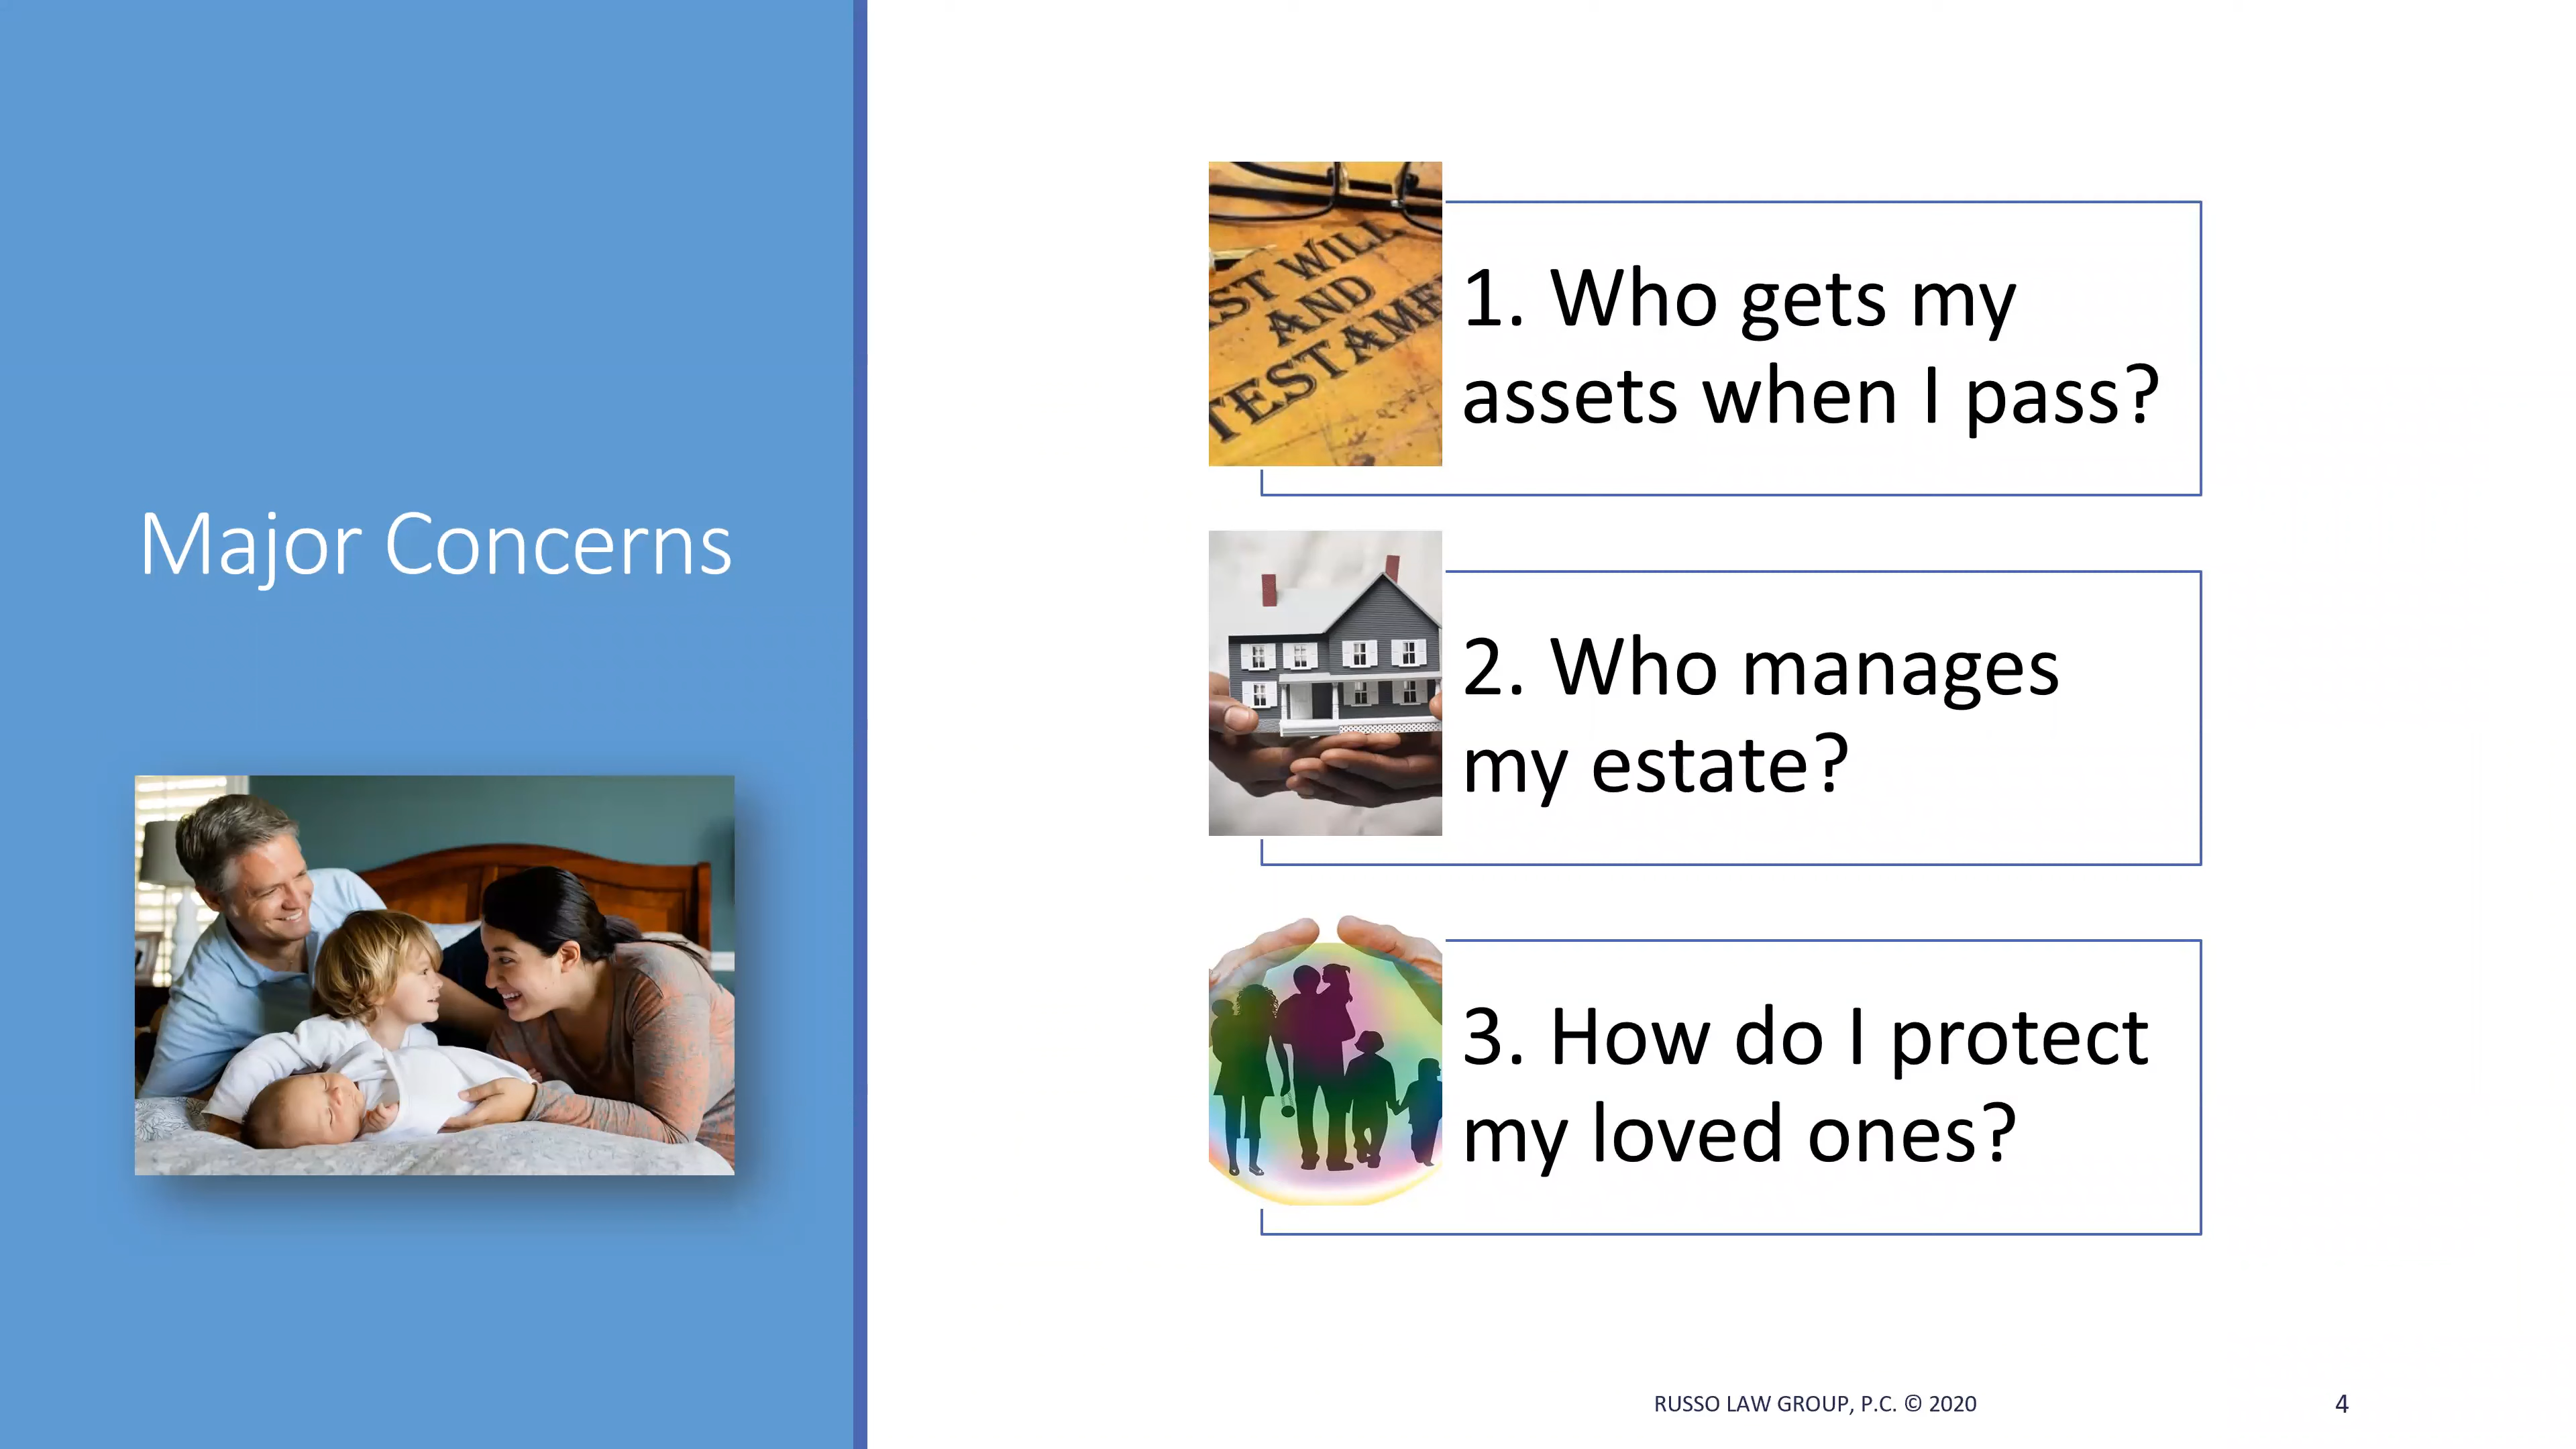 Major Concerns
AST WILL
AND
TESTAME
1. Who gets my
assets when I pass?
2. Who manages
my estate?
3. How do I protect
my loved ones?
RUSSO LAW GROUP, P.C. © 2020
4